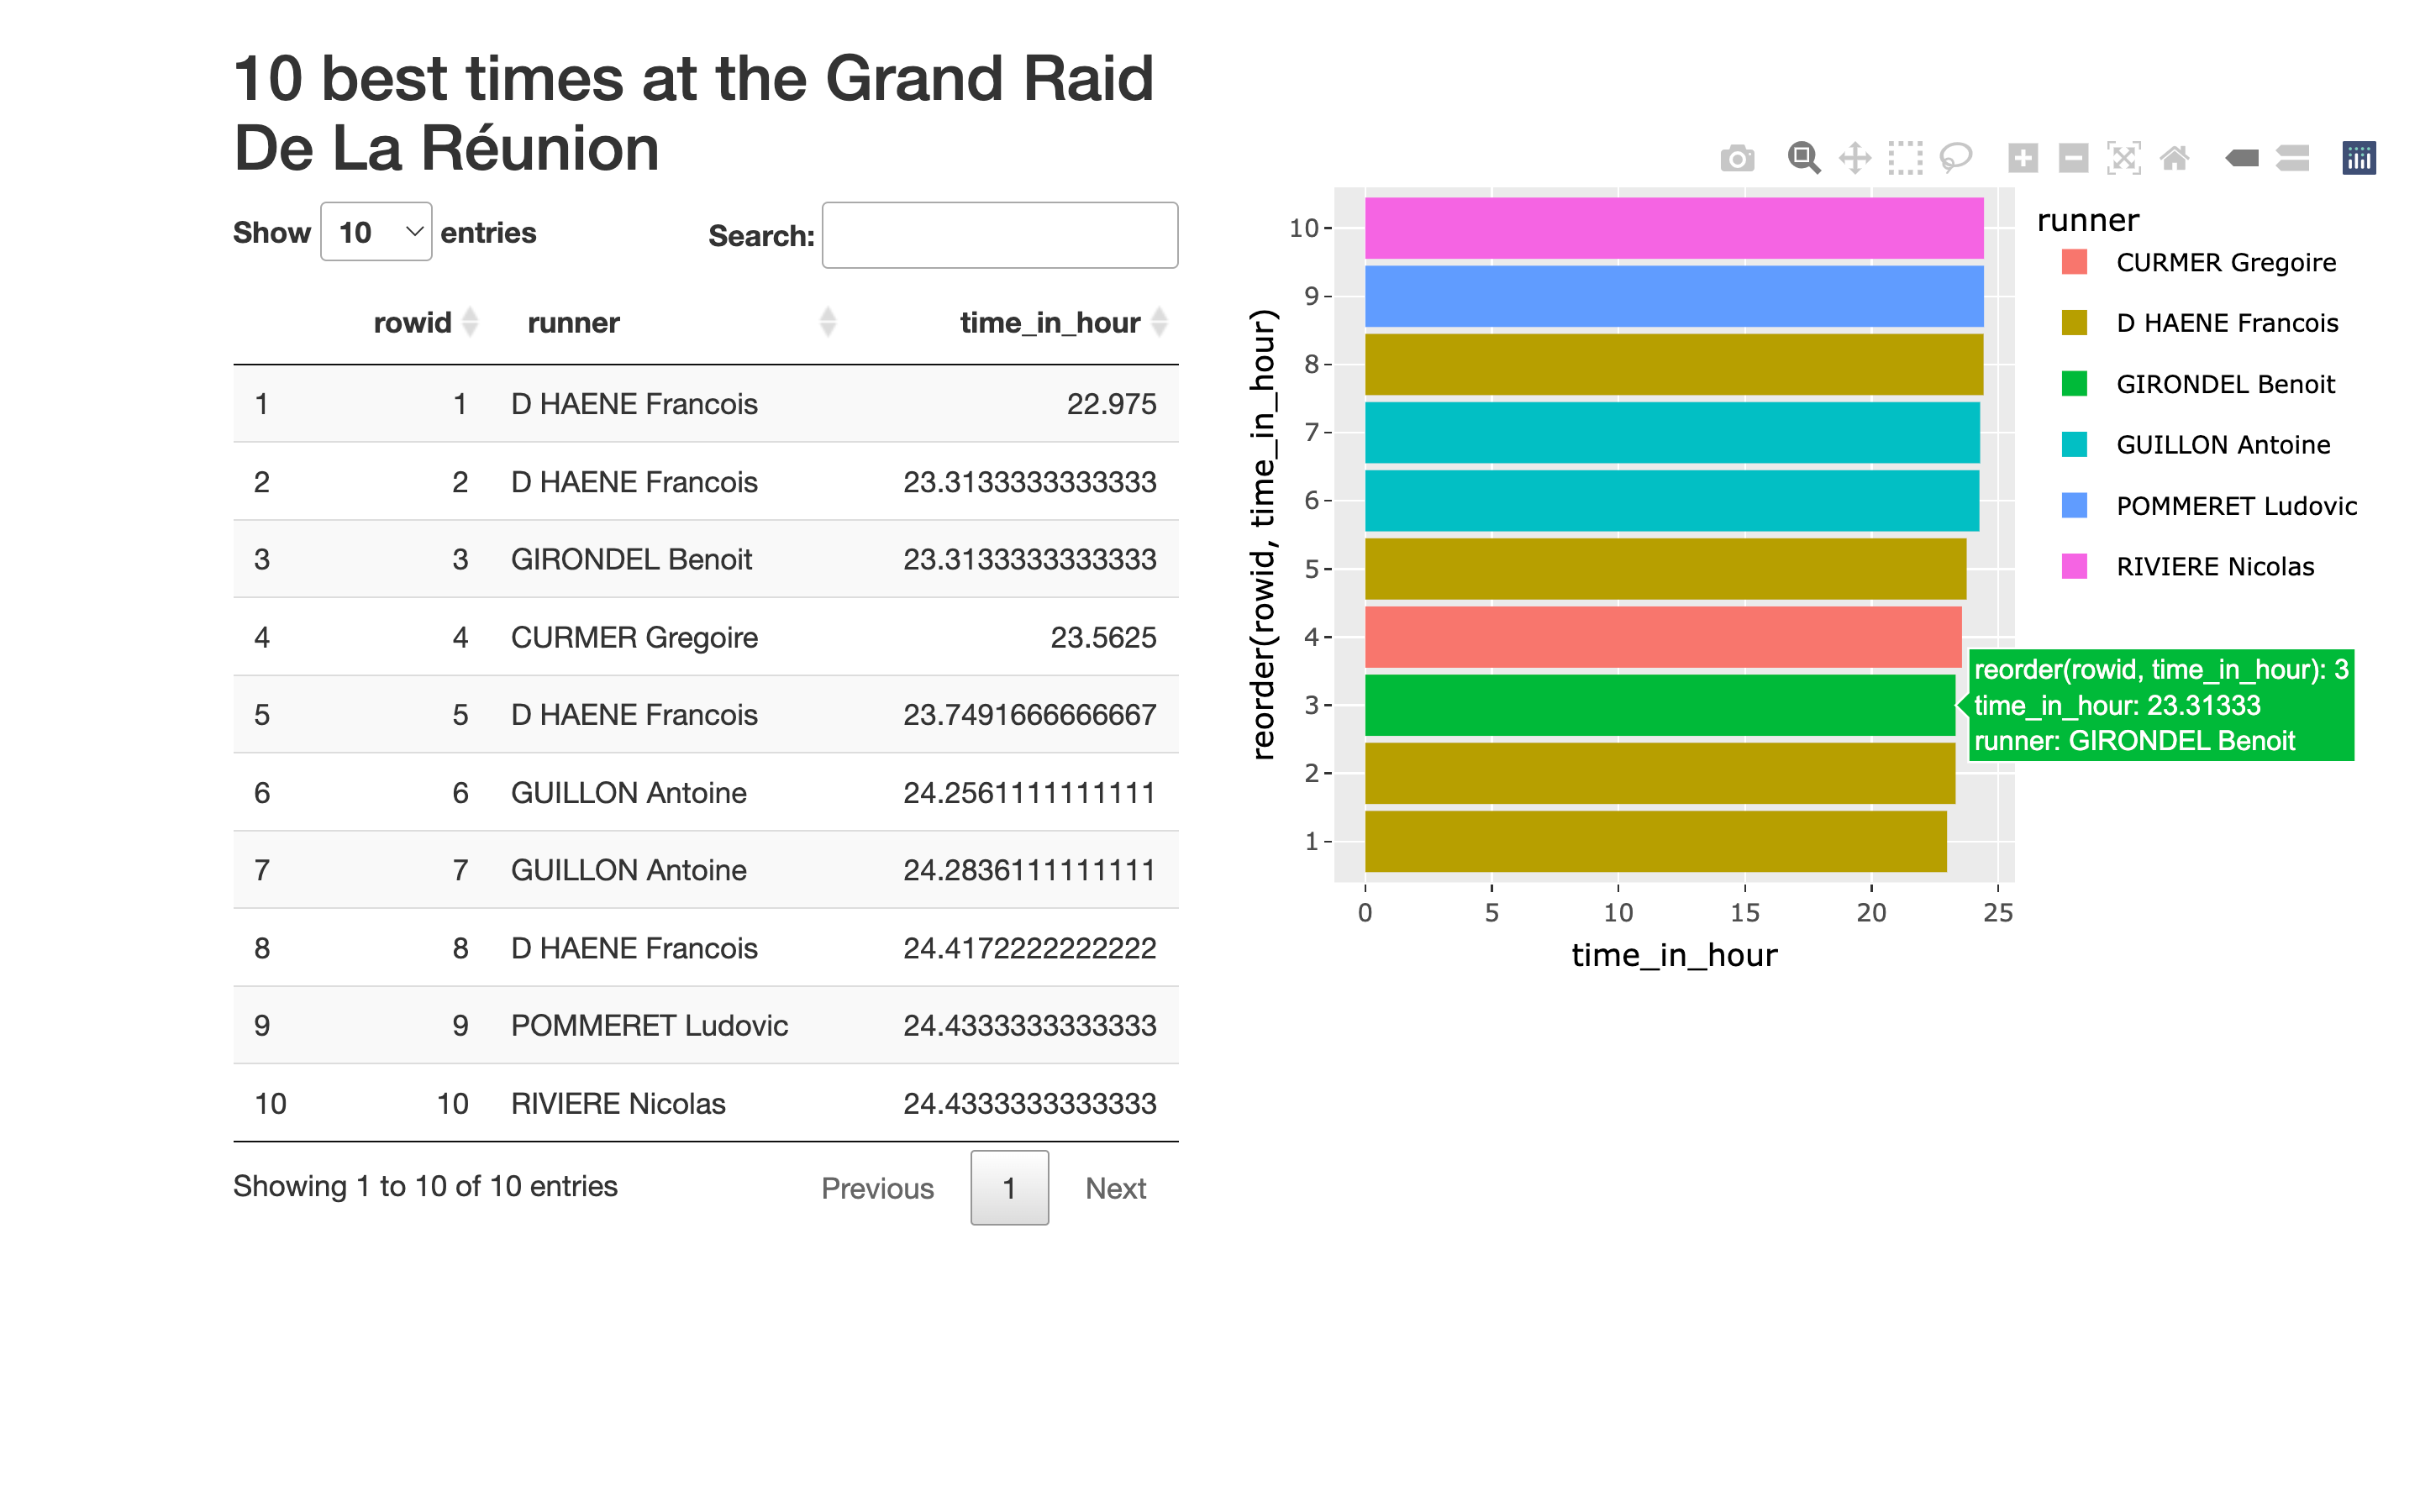 10 best times at the Grand Raid
De La Réunion
Show 10 entries
Search:
rowid runner time_in_hour
1 1 D HAENE Francois 22.975
2 2 D HAENE Francois 23.3133333333333
3 3 GIRONDEL Benoit 23.3133333333333
4 4 CURMER Gregoire 23.5625
5 5 D HAENE Francois 23.7491666666667
6 6 GUILLON Antoine 24.2561111111111
7 7 GUILLON Antoine 24.2836111111111
8 8 D HAENE Francois 24.4172222222222
9 9 POMMERET Ludovic 24.4333333333333
10 10 RIVIERE Nicolas 24.4333333333333
Showing 1 to 10 of 10 entries
Previous 1 Next
reorder(rowid, time_in_hour)
10
9
8
7
6
5
4
3
2
1
0 5 10 15 20 25
time_in_hour
runner
CURMER Gregoire
D HAENE Francois
GIRONDEL Benoit
GUILLON Antoine
POMMERET Ludovic
RIVIERE Nicolas
reorder(rowid, time_in_hour): 3
time_in_hour: 23.31333
runner: GIRONDEL Benoit